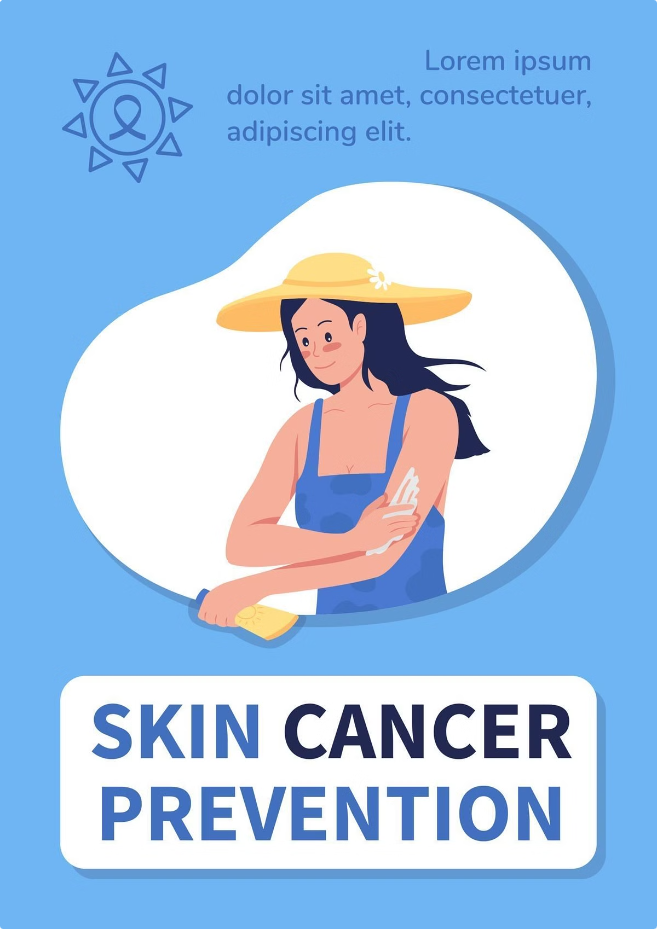 Lorem ipsum
dolor sit amet, consectetuer,
adipiscing elit.
SKIN CANCER
PREVENTION